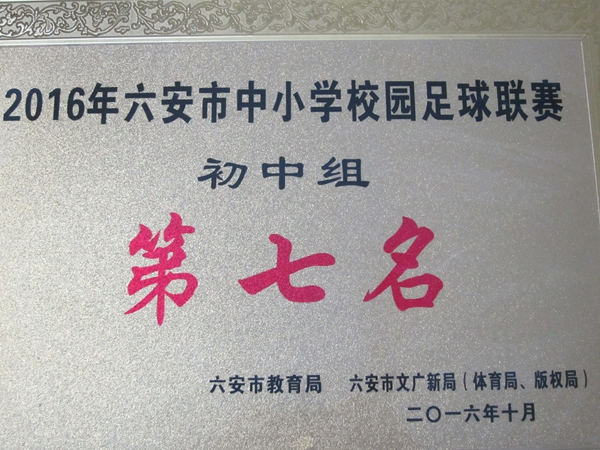 2016年六安市中小学校园足球联赛
初中组
第七名
六安市教育局 六安市文广新局(体育局、版权局)
二〇一六年十月